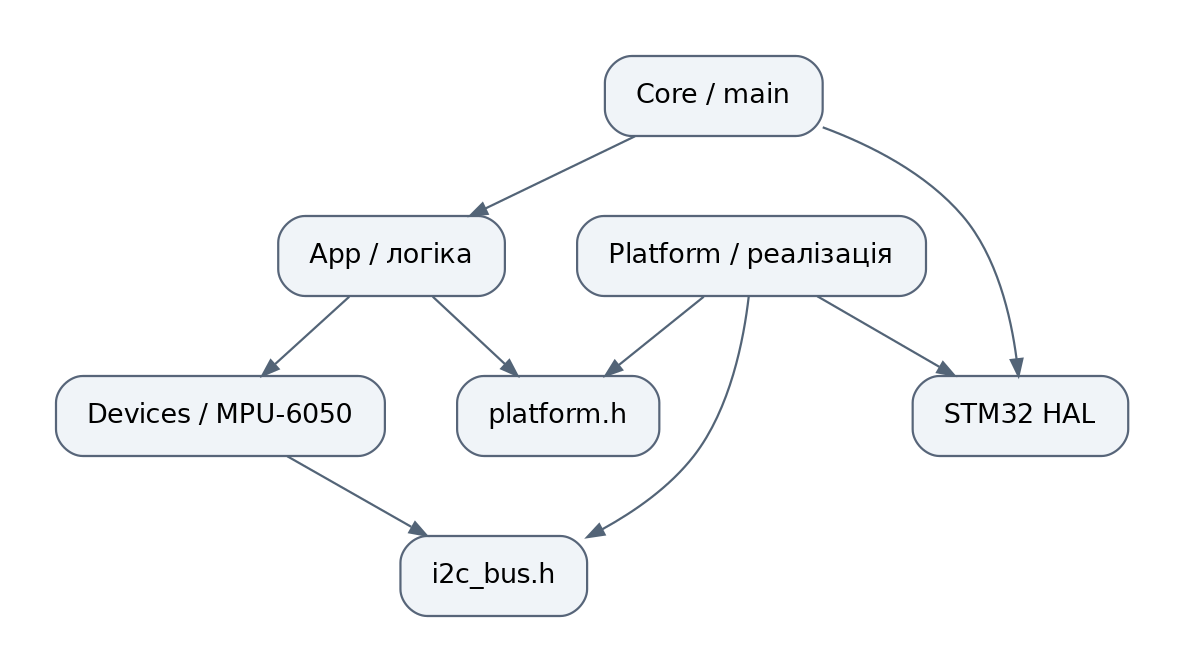 Core / main
App / логіка
Platform / реалізація
Devices / MPU-6050
platform.h
STM32 HAL
i2c_bus.h